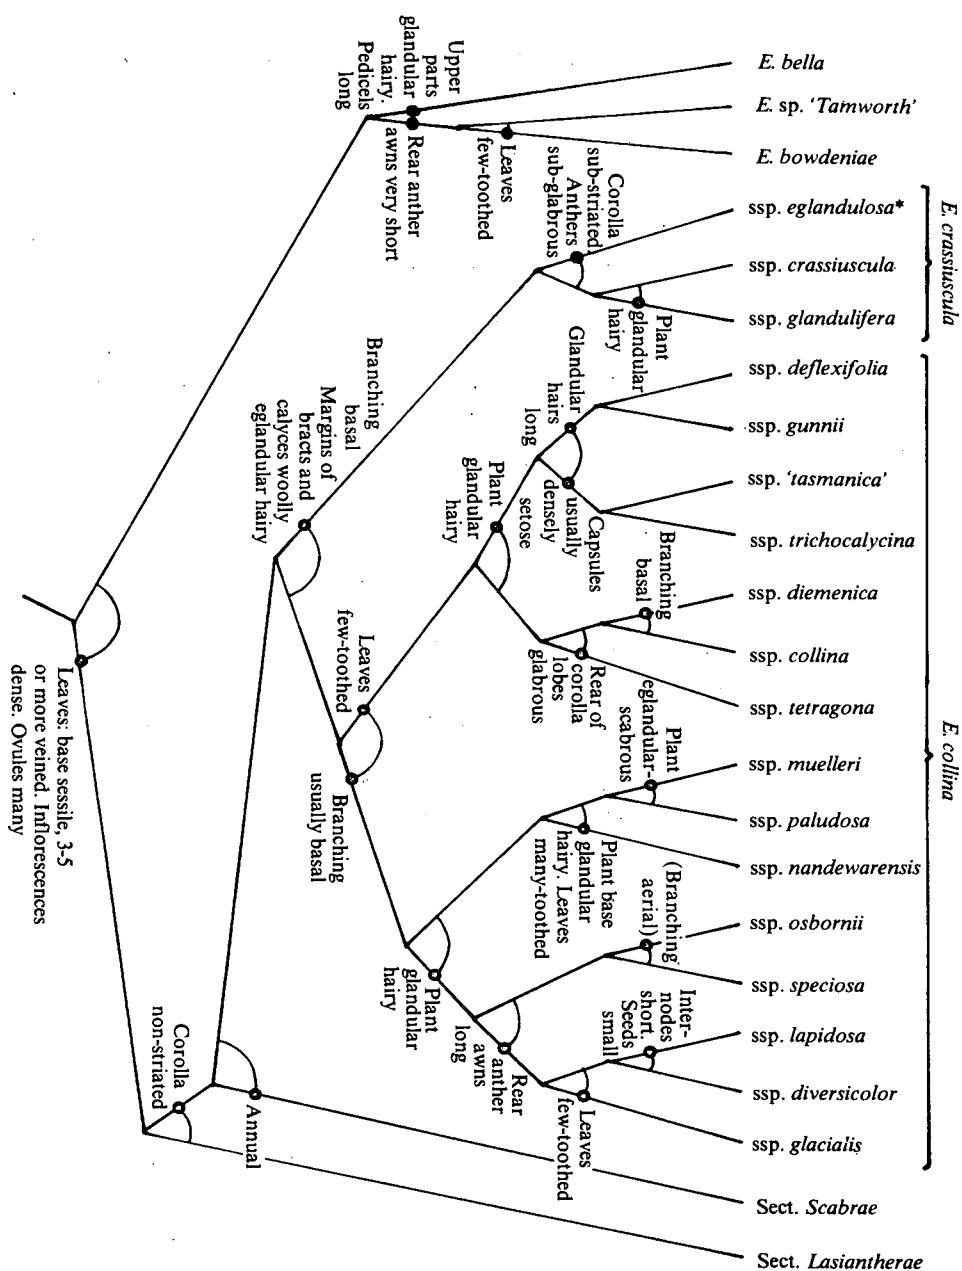 E. bella
E. sp. 'Tamworth'
E. bowdeniae
ssp. eglandulosa*
ssp. crassiuscula
ssp. glandulifera
E. crassiuscula
ssp. deflexifolia
ssp. gunnii
ssp. 'tasmanica'
ssp. trichocalycina
ssp. diemenica
ssp. collina
ssp. tetragona
ssp. muelleri
ssp. paludosa
ssp. nandewarensis
ssp. osbornii
ssp. speciosa
ssp. lapidosa
ssp. diversicolor
ssp. glacialis
E. collina
Sect. Scabrae
Sect. Lasiantherae
Upper
parts
glandular
hairy.
Pedicels
long
Rear anther
awns very short
Leaves
few-toothed
Corolla
sub-striated.
Anthers
sub-glabrous
Plant
glandular
hairy
Branching
basal
Margins of
bracts and
calyces woolly
eglandular hairy
Glandular
hairs
long
Capsules
usually
densely
setose
Plant
glandular
hairy
Branching
basal
Rear of
corolla
lobes
glabrous
Leaves
few-toothed
Branching
usually basal
Plant
eglandular-
scabrous
Plant base
glandular
hairy. Leaves
many-toothed
Plant
glandular
hairy
(Branching
aerial)
Rear
anther
awns
long
Inter-
nodes
short.
Seeds
small
Leaves
few-toothed
Annual
Corolla
non-striated
Leaves: base sessile, 3-5
or more veined. Inflorescences
dense. Ovules many